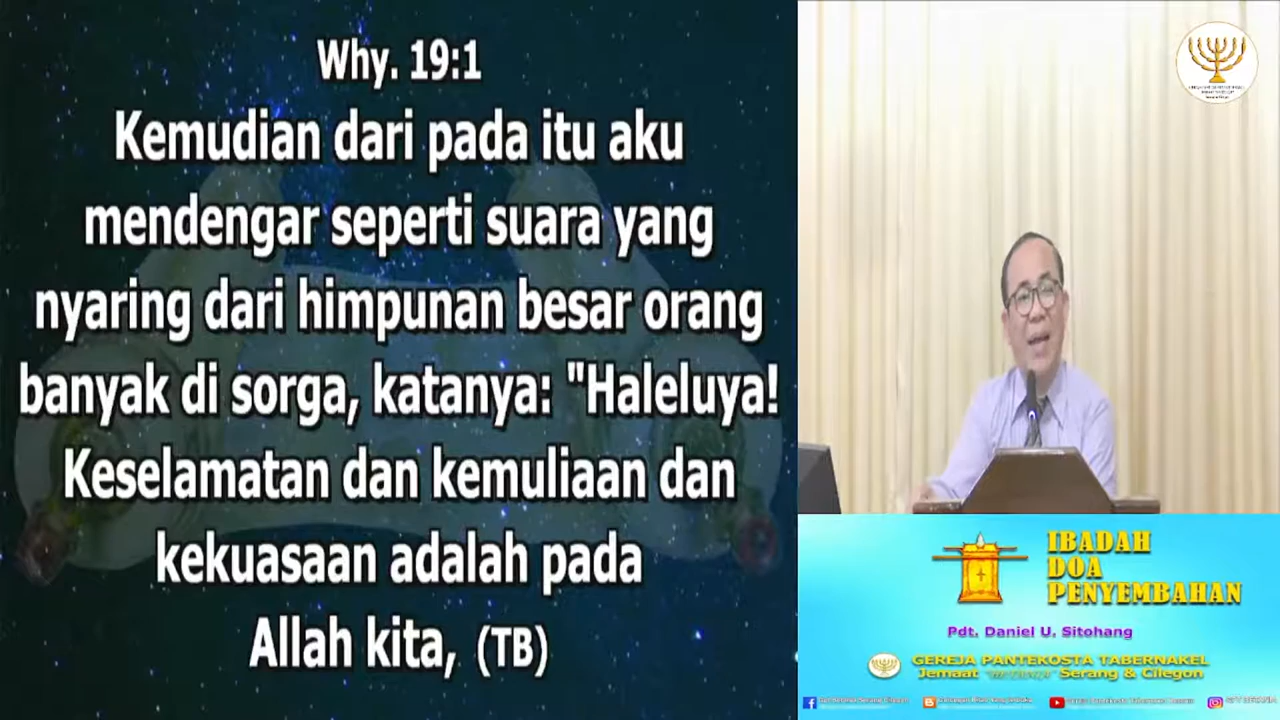 Why. 19:1
Kemudian dari pada itu aku
mendengar seperti suara yang
nyaring dari himpunan besar orang
banyak di sorga, katanya: "Haleluya!
Keselamatan dan kemuliaan dan
kekuasaan adalah pada
Allah kita, (TB)
IBADAH
DOA
PENYEMBAHAN
Pdt. Daniel U. Sitohang
GEREJA PANTEKOSTA TABERNAKEL
Jemaat Serang & Cilegon